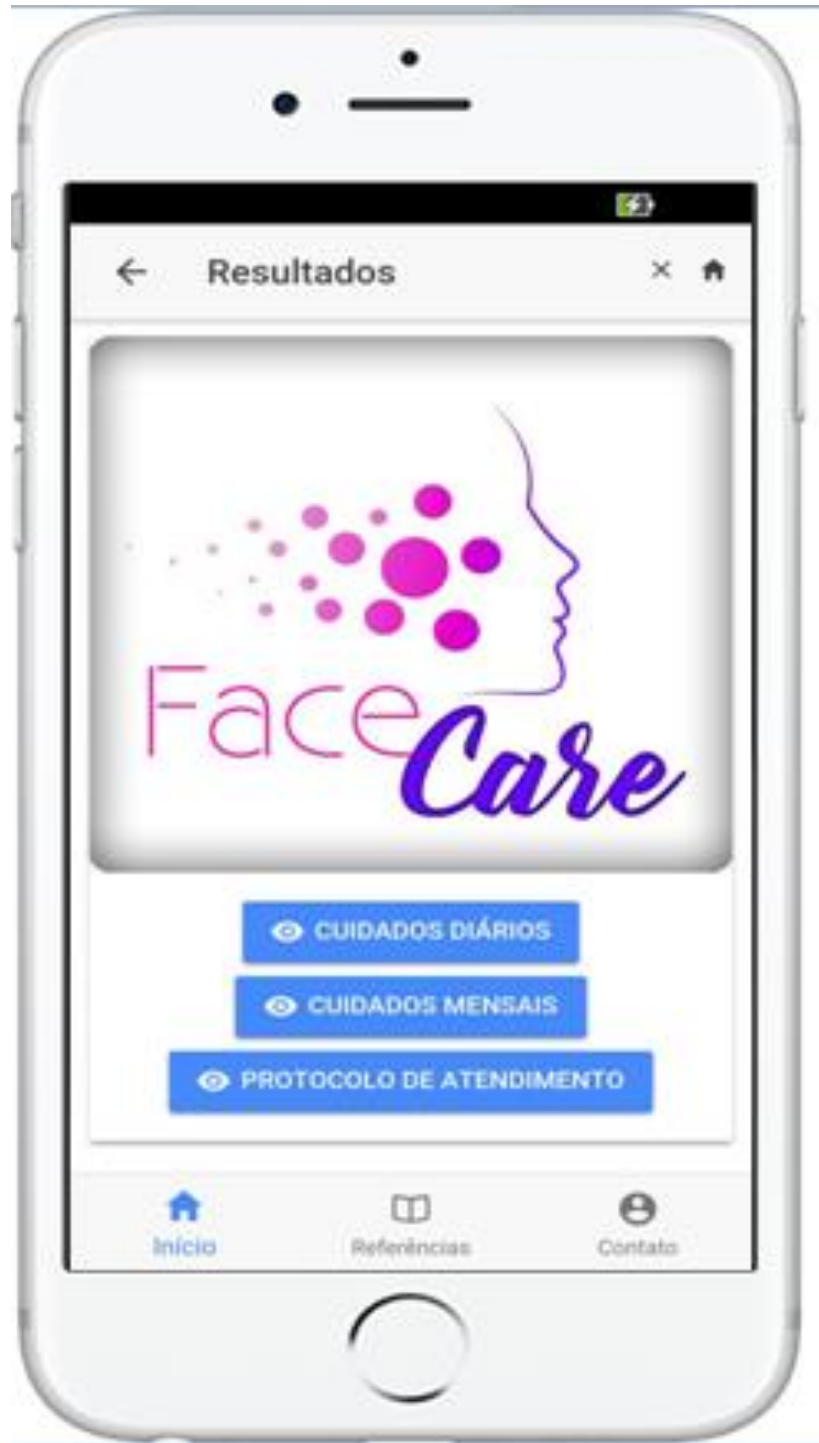 Resultados
Face
Care
CUIDADOS DIÁRIOS
CUIDADOS MENSAIS
PROTOCOLO DE ATENDIMENTO
Início Referências Contato